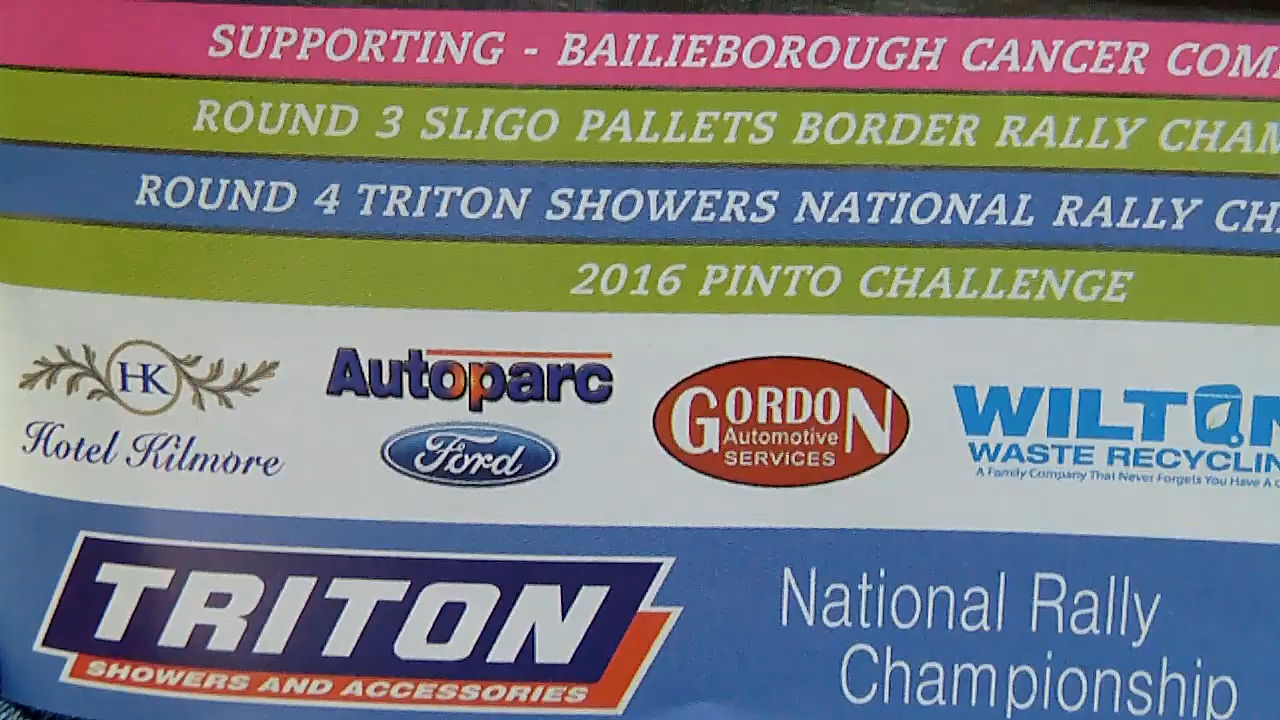 SUPPORTING - BAILIEBOROUGH CANCER
ROUND 3 SLIGO PALLETS BORDER RALLY
ROUND 4 TRITON SHOWERS NATIONAL RALLY
2016 PINTO CHALLENGE
HK
Hotel Kilmore
Autoparc
Ford
GORDON
Automotive
SERVICES
WILTON
WASTE RECYCLIN
A Family Company That Never Forgets You Have A
TRITON
SHOWERS AND ACCESSORIES
National Rally
Championship